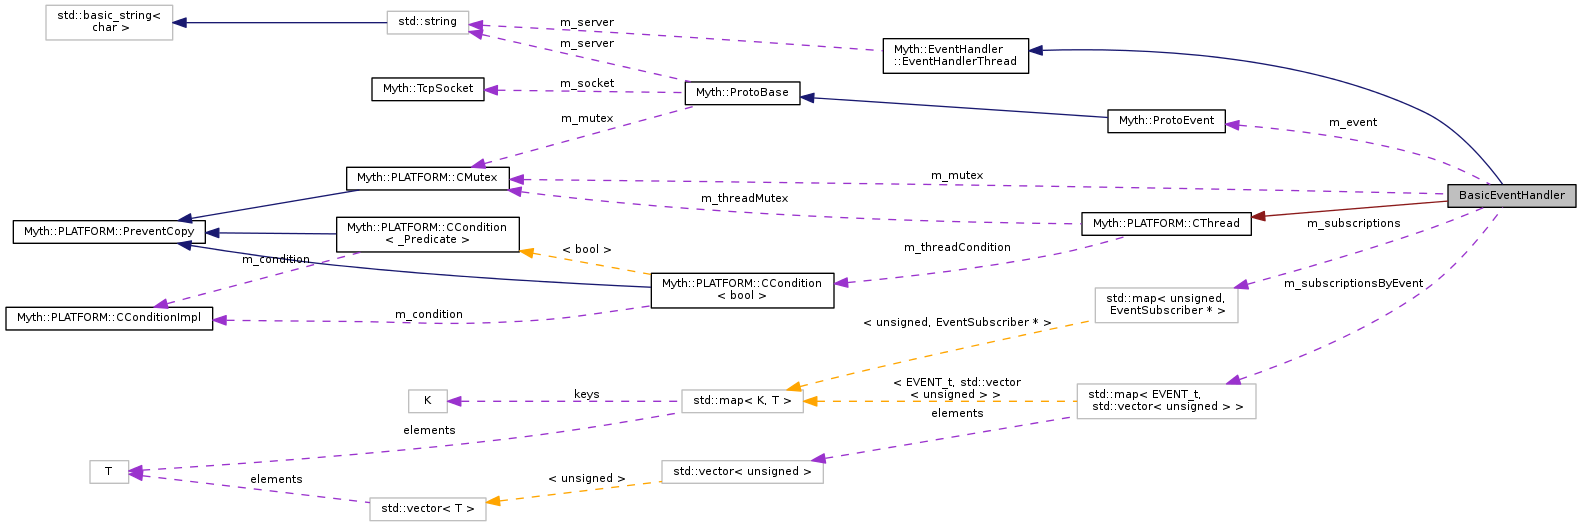 std::basic_string<
char >
std::string
m_server
m_server
Myth::EventHandler
::EventHandlerThread
Myth::TcpSocket
m_socket
Myth::ProtoBase
m_mutex
Myth::ProtoEvent
m_event
Myth::PLATFORM::CMutex
m_mutex
m_threadMutex
BasicEventHandler
Myth::PLATFORM::PreventCopy
Myth::PLATFORM::CCondition
< _Predicate >
Myth::PLATFORM::CThread
m_subscriptions
< bool >
m_threadCondition
m_condition
Myth::PLATFORM::CCondition
< bool >
m_subscriptionsByEvent
Myth::PLATFORM::CConditionImpl
m_condition
std::map< unsigned,
EventSubscriber * >
< unsigned, EventSubscriber * >
K
keys
std::map< K, T >
< EVENT_t, std::vector
< unsigned > >
std::map< EVENT_t,
std::vector< unsigned > >
elements
elements
T
elements
std::vector< unsigned >
< unsigned >
std::vector< T >